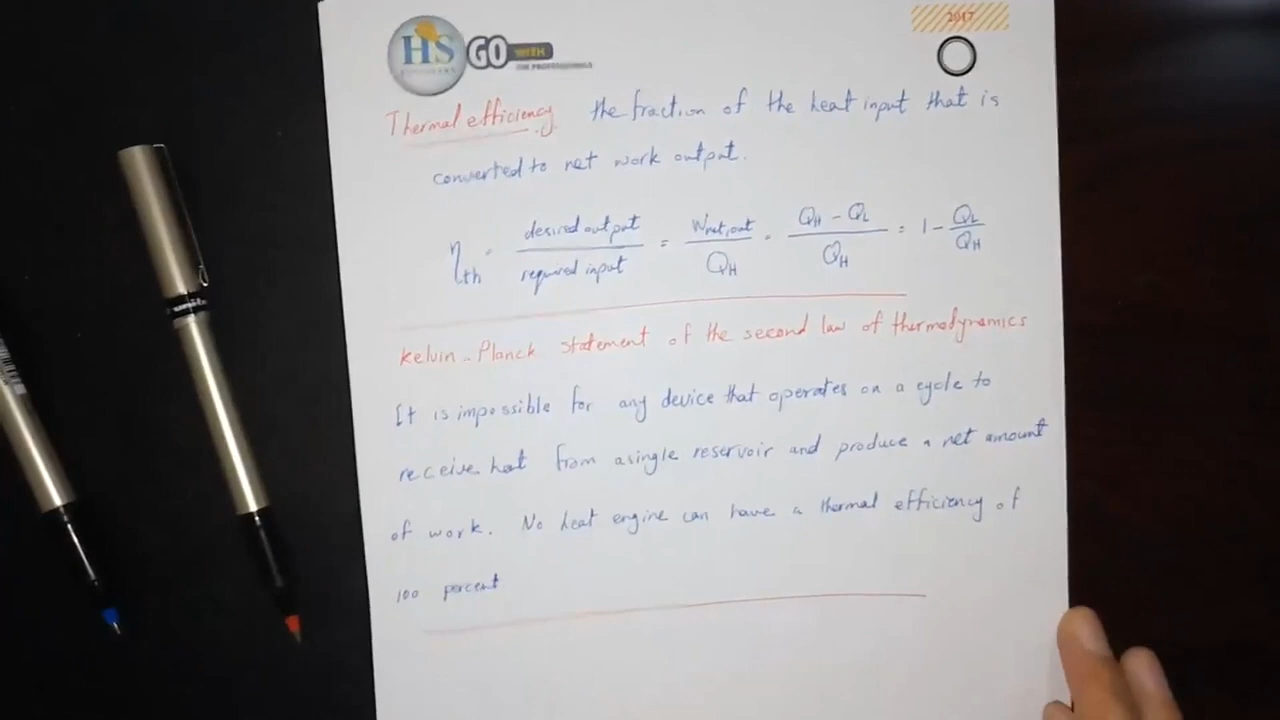 2017
HS
GO WITH
THE PROFESSIONALS
Thermal efficiency the fraction of the heat input that is
converted to net work output.
ηth = desired output / required input = Wnet,out / QH = QH - QL / QH = 1 - QL / QH
Kelvin - Planck statement of the second law of thermodynamics
It is impossible for any device that operates on a cycle to
receive heat from a single reservoir and produce a net amount
of work. No heat engine can have a thermal efficiency of
100 percent
uni